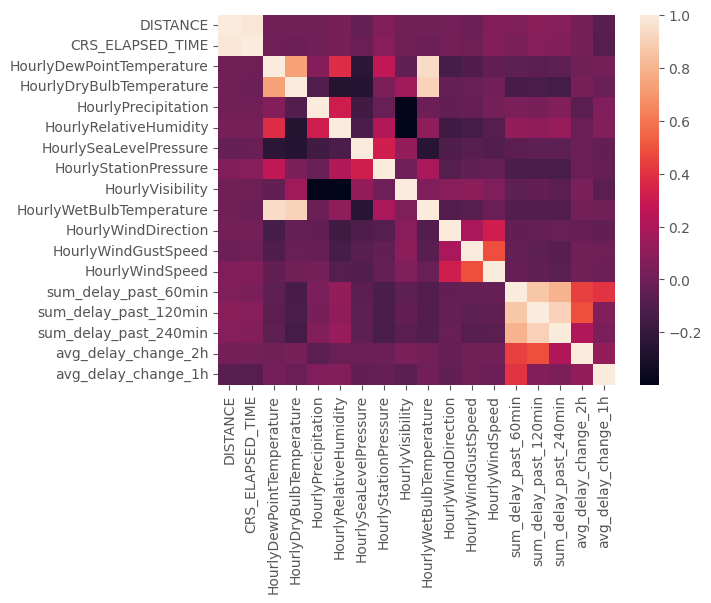 DISTANCE
CRS_ELAPSED_TIME
HourlyDewPointTemperature
HourlyDryBulbTemperature
HourlyPrecipitation
HourlyRelativeHumidity
HourlySeaLevelPressure
HourlyStationPressure
HourlyVisibility
HourlyWetBulbTemperature
HourlyWindDirection
HourlyWindGustSpeed
HourlyWindSpeed
sum_delay_past_60min
sum_delay_past_120min
sum_delay_past_240min
avg_delay_change_2h
avg_delay_change_1h
DISTANCE
CRS_ELAPSED_TIME
HourlyDewPointTemperature
HourlyDryBulbTemperature
HourlyPrecipitation
HourlyRelativeHumidity
HourlySeaLevelPressure
HourlyStationPressure
HourlyVisibility
HourlyWetBulbTemperature
HourlyWindDirection
HourlyWindGustSpeed
HourlyWindSpeed
sum_delay_past_60min
sum_delay_past_120min
sum_delay_past_240min
avg_delay_change_2h
avg_delay_change_1h
1.0
0.8
0.6
0.4
0.2
0.0
−0.2